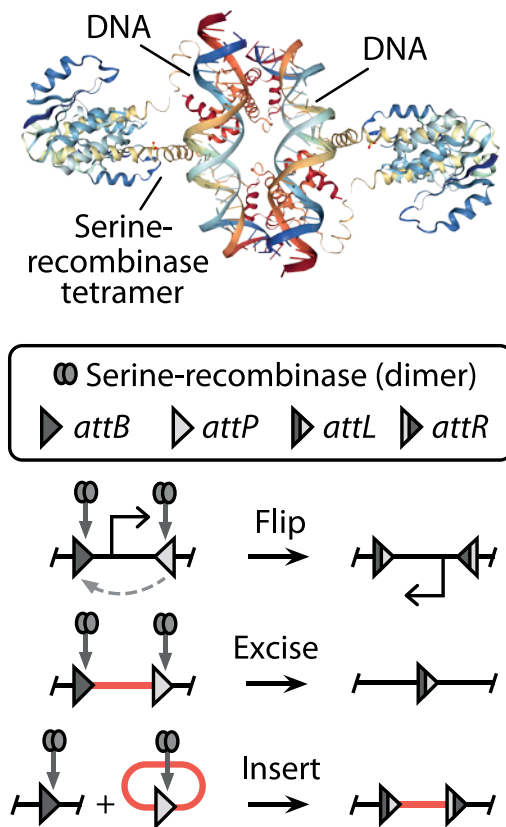 DNA
DNA
Serine-
recombinase
tetramer
Serine-recombinase (dimer)
attB attP attL attR
Flip
Excise
+ Insert